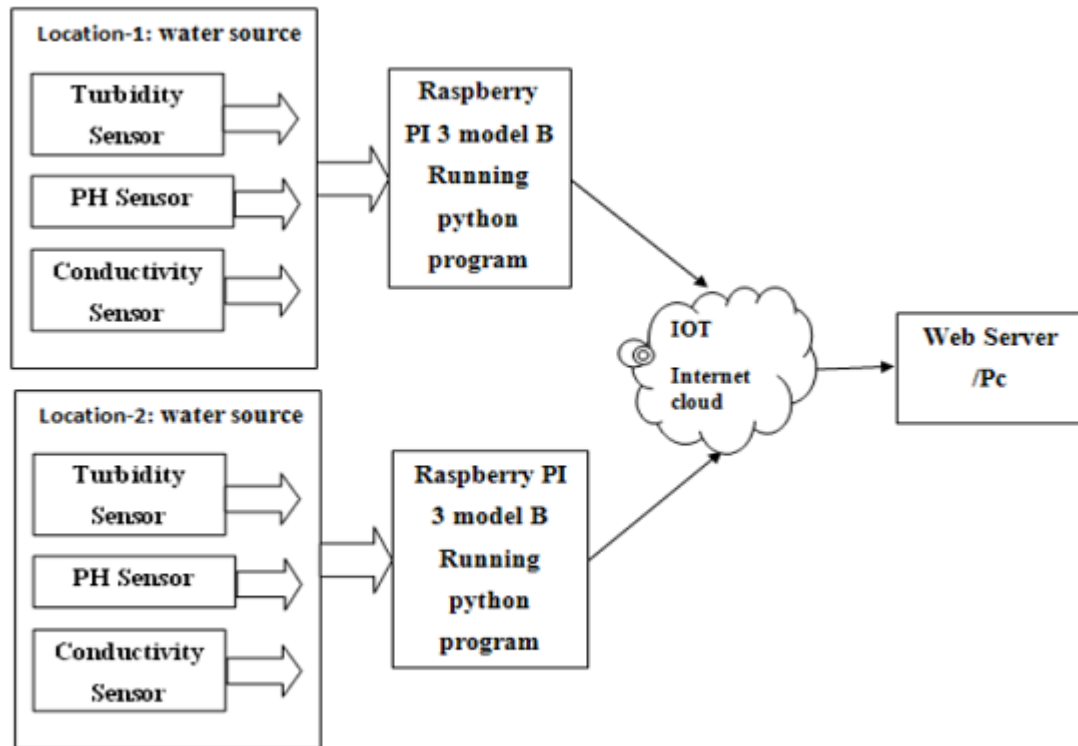 Location-1: water source
Turbidity
Sensor
PH Sensor
Conductivity
Sensor
Raspberry
PI 3 model B
Running
python
program
IOT
Internet
cloud
Web Server
/Pc
Location-2: water source
Turbidity
Sensor
PH Sensor
Conductivity
Sensor
Raspberry PI
3 model B
Running
python
program